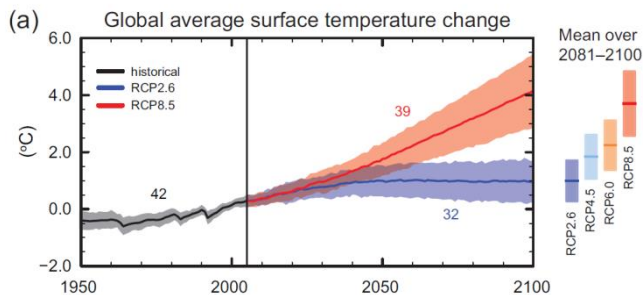 (a) Global average surface temperature change
Mean over
2081–2100
6.0
4.0
2.0
0.0
−2.0
(°C)
historical
RCP2.6
RCP8.5
42
39
32
1950
2000
2050
2100
RCP2.6
RCP4.5
RCP6.0
RCP8.5